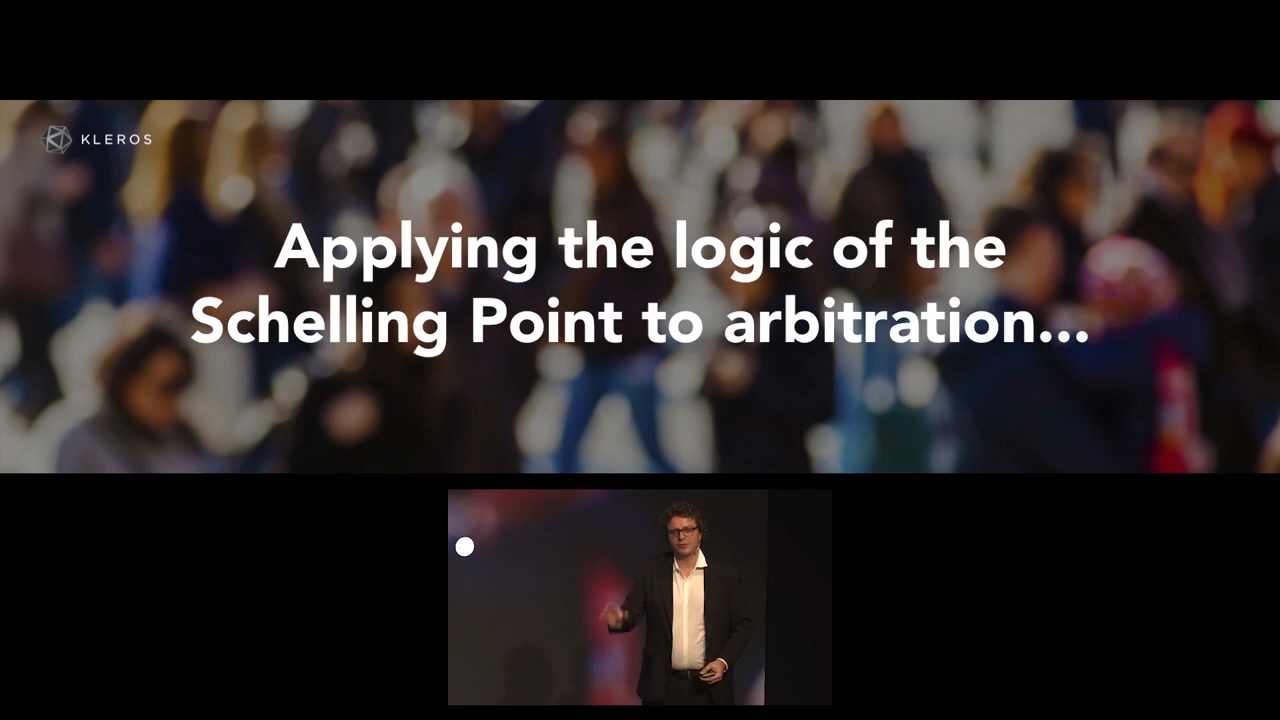 KLEROS
Applying the logic of the
Schelling Point to arbitration...